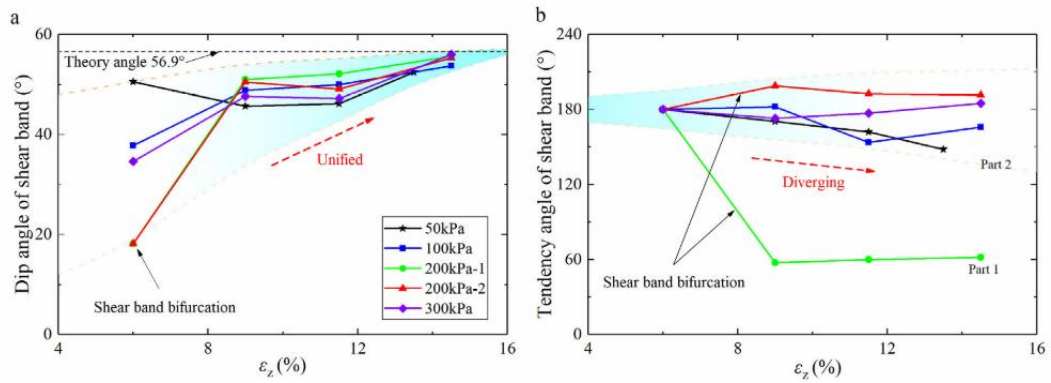 a
Dip angle of shear band (°)
60
40
20
0
Theory angle 56.9°
Unified
Shear band bifurcation
50kPa
100kPa
200kPa-1
200kPa-2
300kPa
4
8
12
16
εz (%)
b
Tendency angle of shear band (°)
240
180
120
60
0
Part 2
Diverging
Shear band bifurcation
Part 1
4
8
12
16
εz (%)